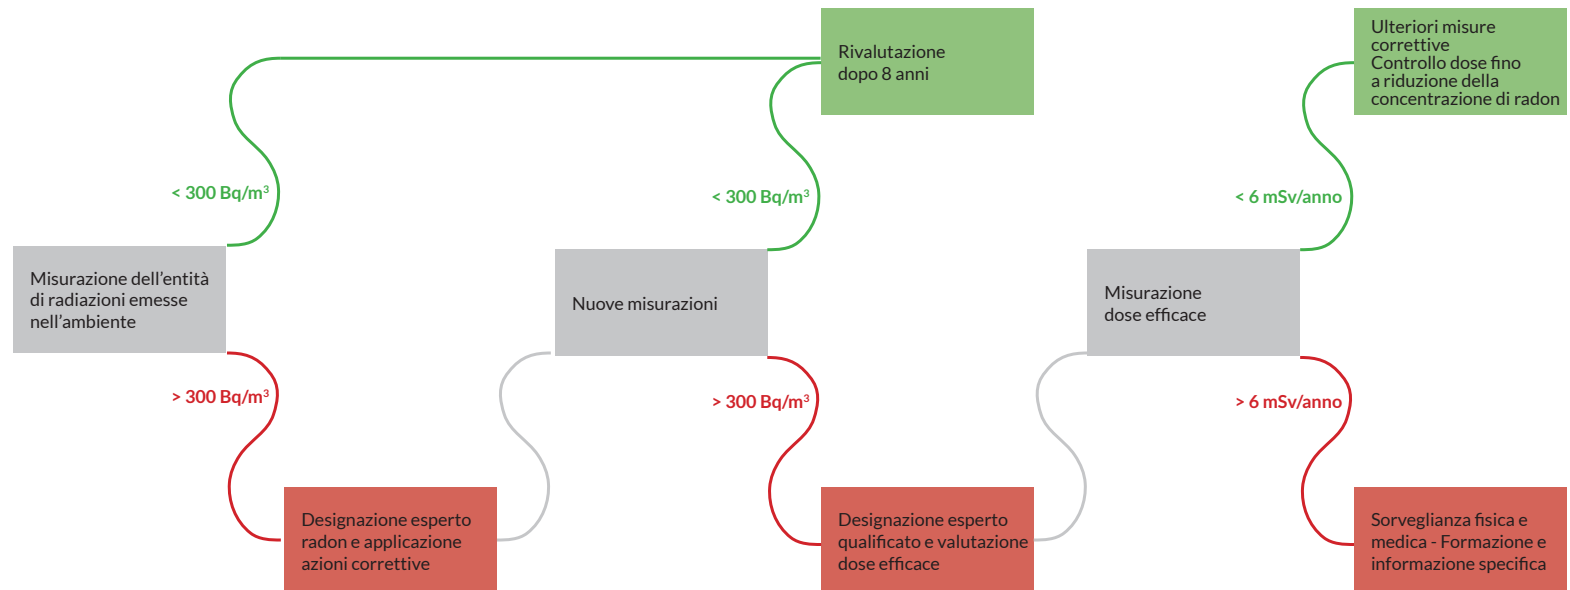 Rivalutazione
dopo 8 anni
Ulteriori misure
correttive
Controllo dose fino
a riduzione della
concentrazione di radon
< 300 Bq/m³
< 300 Bq/m³
< 6 mSv/anno
Misurazione dell’entità
di radiazioni emesse
nell’ambiente
Nuove misurazioni
Misurazione
dose efficace
> 300 Bq/m³
> 300 Bq/m³
> 6 mSv/anno
Designazione esperto
radon e applicazione
azioni correttive
Designazione esperto
qualificato e valutazione
dose efficace
Sorveglianza fisica e
medica - Formazione e
informazione specifica